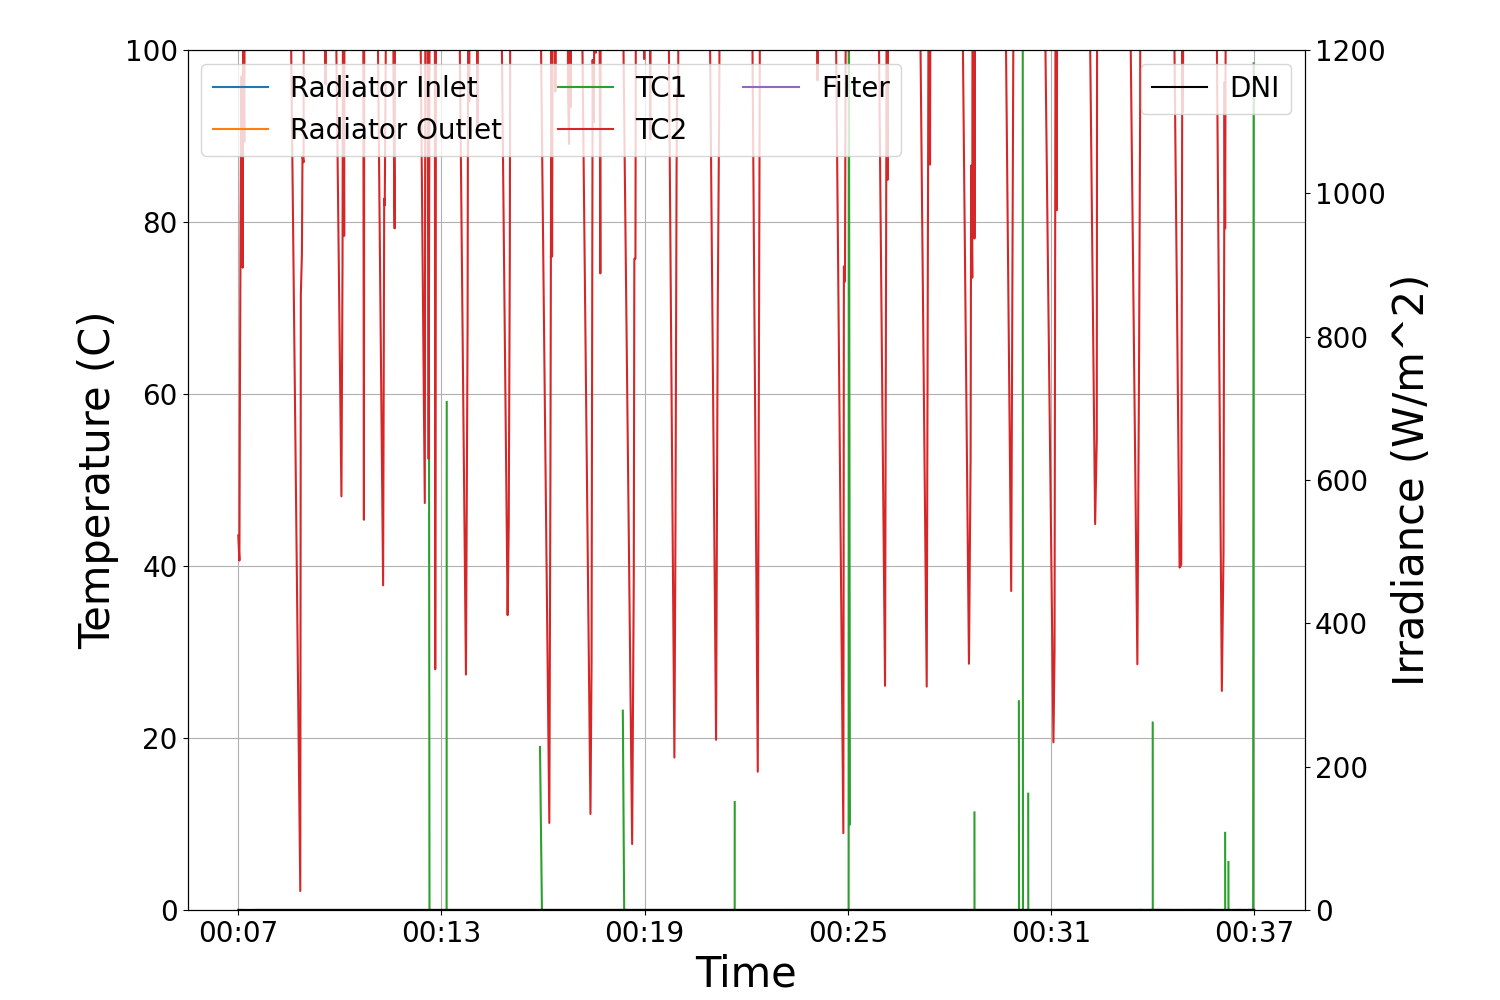 100
80
60
40
20
0
Temperature (C)
Radiator Inlet
Radiator Outlet
TC1
TC2
Filter
DNI
1200
1000
800
600
400
200
0
Irradiance (W/m^2)
00:07 00:13 00:19 00:25 00:31 00:37
Time